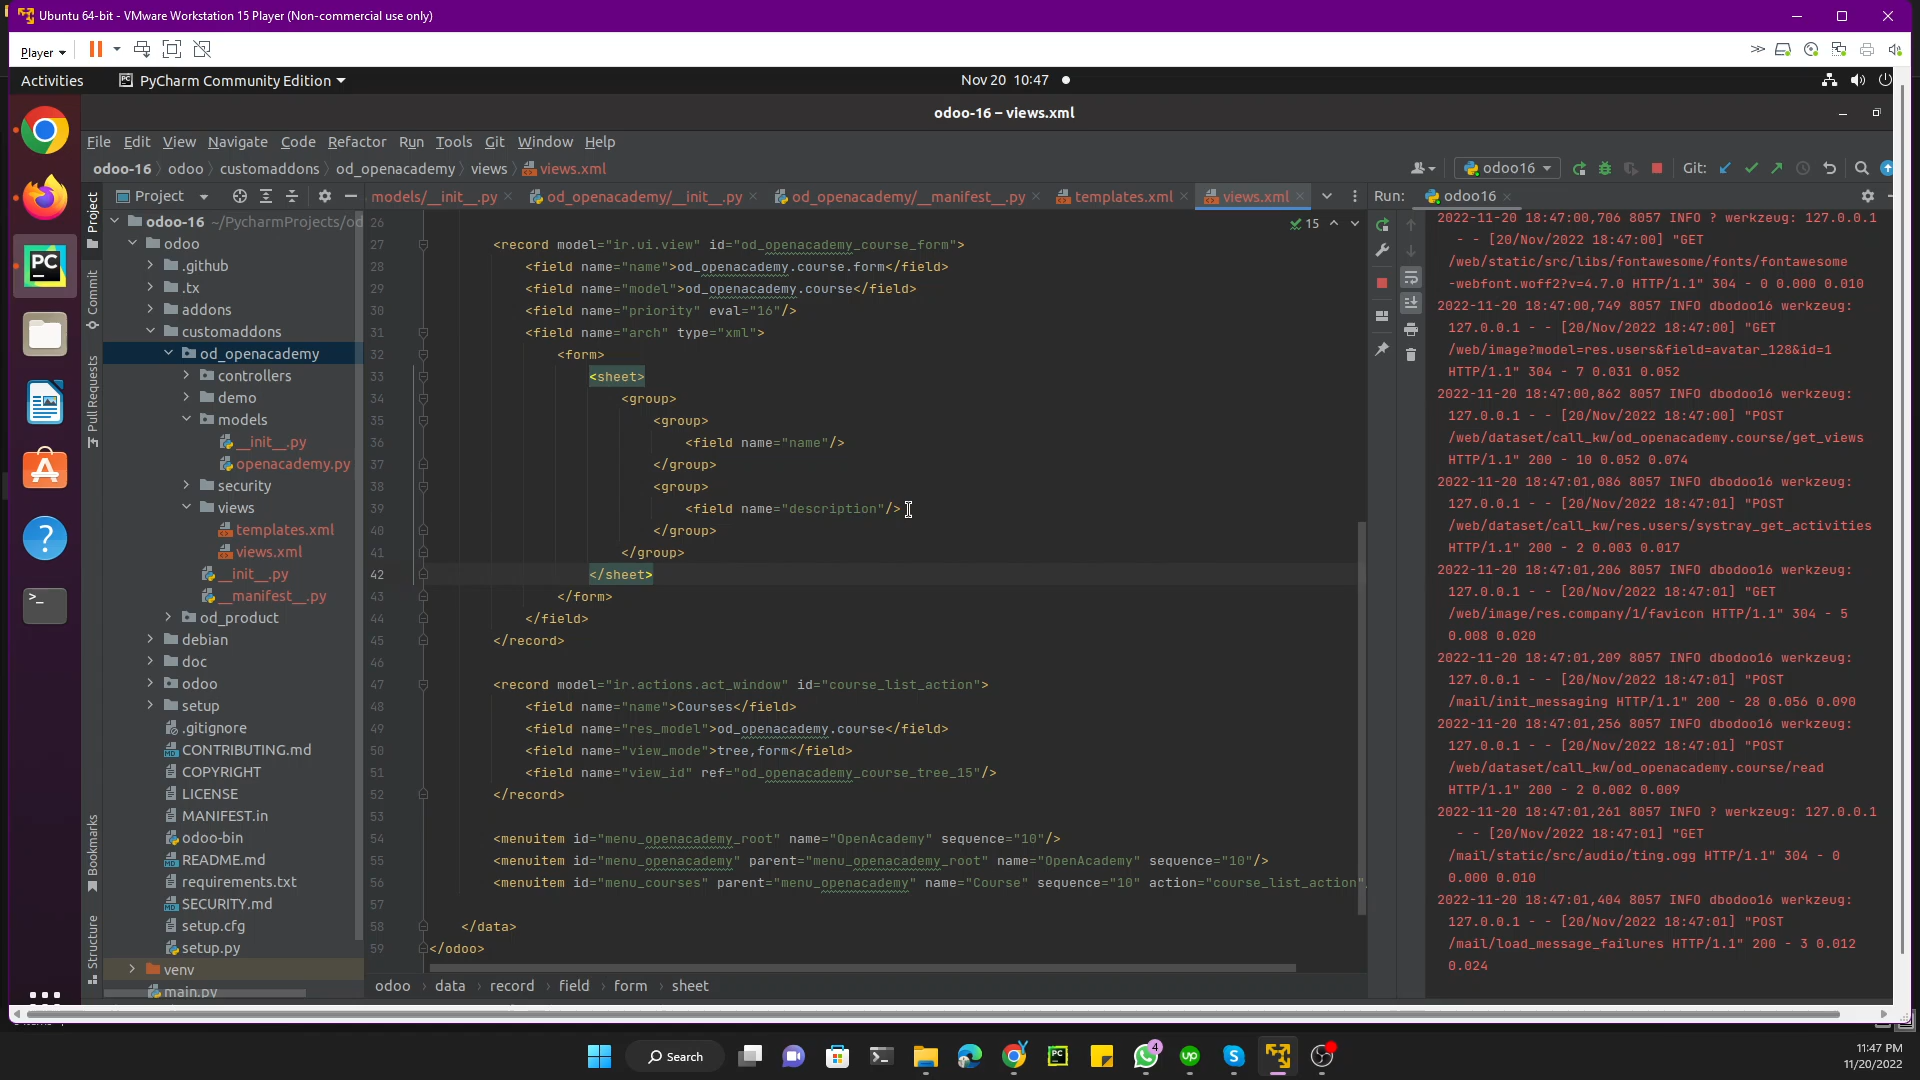 Ubuntu 64-bit - VMware Workstation 15 Player (Non-commercial use only)
Player
Activities
PyCharm Community Edition
Nov 20 10:47
odoo-16 – views.xml
File Edit View Navigate Code Refactor Run Tools Git Window Help
odoo-16 odoo customaddons od_openacademy views views.xml
odoo16
Git:
Project
models/__init__.py
od_openacademy/__init__.py
od_openacademy/__manifest__.py
templates.xml
views.xml
Run:
odoo16
Project
Commit
Pull Requests
Bookmarks
Structure
odoo-16 ~/PycharmProjects/od
odoo
.github
.tx
addons
customaddons
od_openacademy
controllers
demo
models
__init__.py
openacademy.py
security
views
templates.xml
views.xml
__init__.py
__manifest__.py
od_product
debian
doc
odoo
setup
.gitignore
CONTRIBUTING.md
COPYRIGHT
LICENSE
MANIFEST.in
odoo-bin
README.md
requirements.txt
SECURITY.md
setup.cfg
setup.py
venv
main.py
15
26
27 <record model="ir.ui.view" id="od_openacademy_course_form">
28 <field name="name">od_openacademy.course.form</field>
29 <field name="model">od_openacademy.course</field>
30 <field name="priority" eval="16"/>
31 <field name="arch" type="xml">
32 <form>
33 <sheet>
34 <group>
35 <group>
36 <field name="name"/>
37 </group>
38 <group>
39 <field name="description"/>
40 </group>
41 </group>
42 </sheet>
43 </form>
44 </field>
45 </record>
46
47 <record model="ir.actions.act_window" id="course_list_action">
48 <field name="name">Courses</field>
49 <field name="res_model">od_openacademy.course</field>
50 <field name="view_mode">tree,form</field>
51 <field name="view_id" ref="od_openacademy_course_tree_15"/>
52 </record>
53
54 <menuitem id="menu_openacademy_root" name="OpenAcademy" sequence="10"/>
55 <menuitem id="menu_openacademy" parent="menu_openacademy_root" name="OpenAcademy" sequence="10"/>
56 <menuitem id="menu_courses" parent="menu_openacademy" name="Course" sequence="10" action="course_list_action"
57
58 </data>
59 </odoo>
odoo data record field form sheet
2022-11-20 18:47:00,706 8057 INFO ? werkzeug: 127.0.0.1
- - [20/Nov/2022 18:47:00] "GET
/web/static/src/libs/fontawesome/fonts/fontawesome
-webfont.woff2?v=4.7.0 HTTP/1.1" 304 - 0 0.000 0.010
2022-11-20 18:47:00,749 8057 INFO dbodoo16 werkzeug:
127.0.0.1 - - [20/Nov/2022 18:47:00] "GET
/web/image?model=res.users&field=avatar_128&id=1
HTTP/1.1" 304 - 7 0.031 0.052
2022-11-20 18:47:00,862 8057 INFO dbodoo16 werkzeug:
127.0.0.1 - - [20/Nov/2022 18:47:00] "POST
/web/dataset/call_kw/od_openacademy.course/get_views
HTTP/1.1" 200 - 10 0.052 0.074
2022-11-20 18:47:01,086 8057 INFO dbodoo16 werkzeug:
127.0.0.1 - - [20/Nov/2022 18:47:01] "POST
/web/dataset/call_kw/res.users/systray_get_activities
HTTP/1.1" 200 - 2 0.003 0.017
2022-11-20 18:47:01,206 8057 INFO dbodoo16 werkzeug:
127.0.0.1 - - [20/Nov/2022 18:47:01] "GET
/web/image/res.company/1/favicon HTTP/1.1" 304 - 5
0.008 0.020
2022-11-20 18:47:01,209 8057 INFO dbodoo16 werkzeug:
127.0.0.1 - - [20/Nov/2022 18:47:01] "POST
/mail/init_messaging HTTP/1.1" 200 - 28 0.056 0.090
2022-11-20 18:47:01,256 8057 INFO dbodoo16 werkzeug:
127.0.0.1 - - [20/Nov/2022 18:47:01] "POST
/web/dataset/call_kw/od_openacademy.course/read
HTTP/1.1" 200 - 2 0.002 0.009
2022-11-20 18:47:01,261 8057 INFO ? werkzeug: 127.0.0.1
- - [20/Nov/2022 18:47:01] "GET
/mail/static/src/audio/ting.ogg HTTP/1.1" 304 - 0
0.000 0.010
2022-11-20 18:47:01,404 8057 INFO dbodoo16 werkzeug:
127.0.0.1 - - [20/Nov/2022 18:47:01] "POST
/mail/load_message_failures HTTP/1.1" 200 - 3 0.012
0.024
Search
4
11:47 PM
11/20/2022